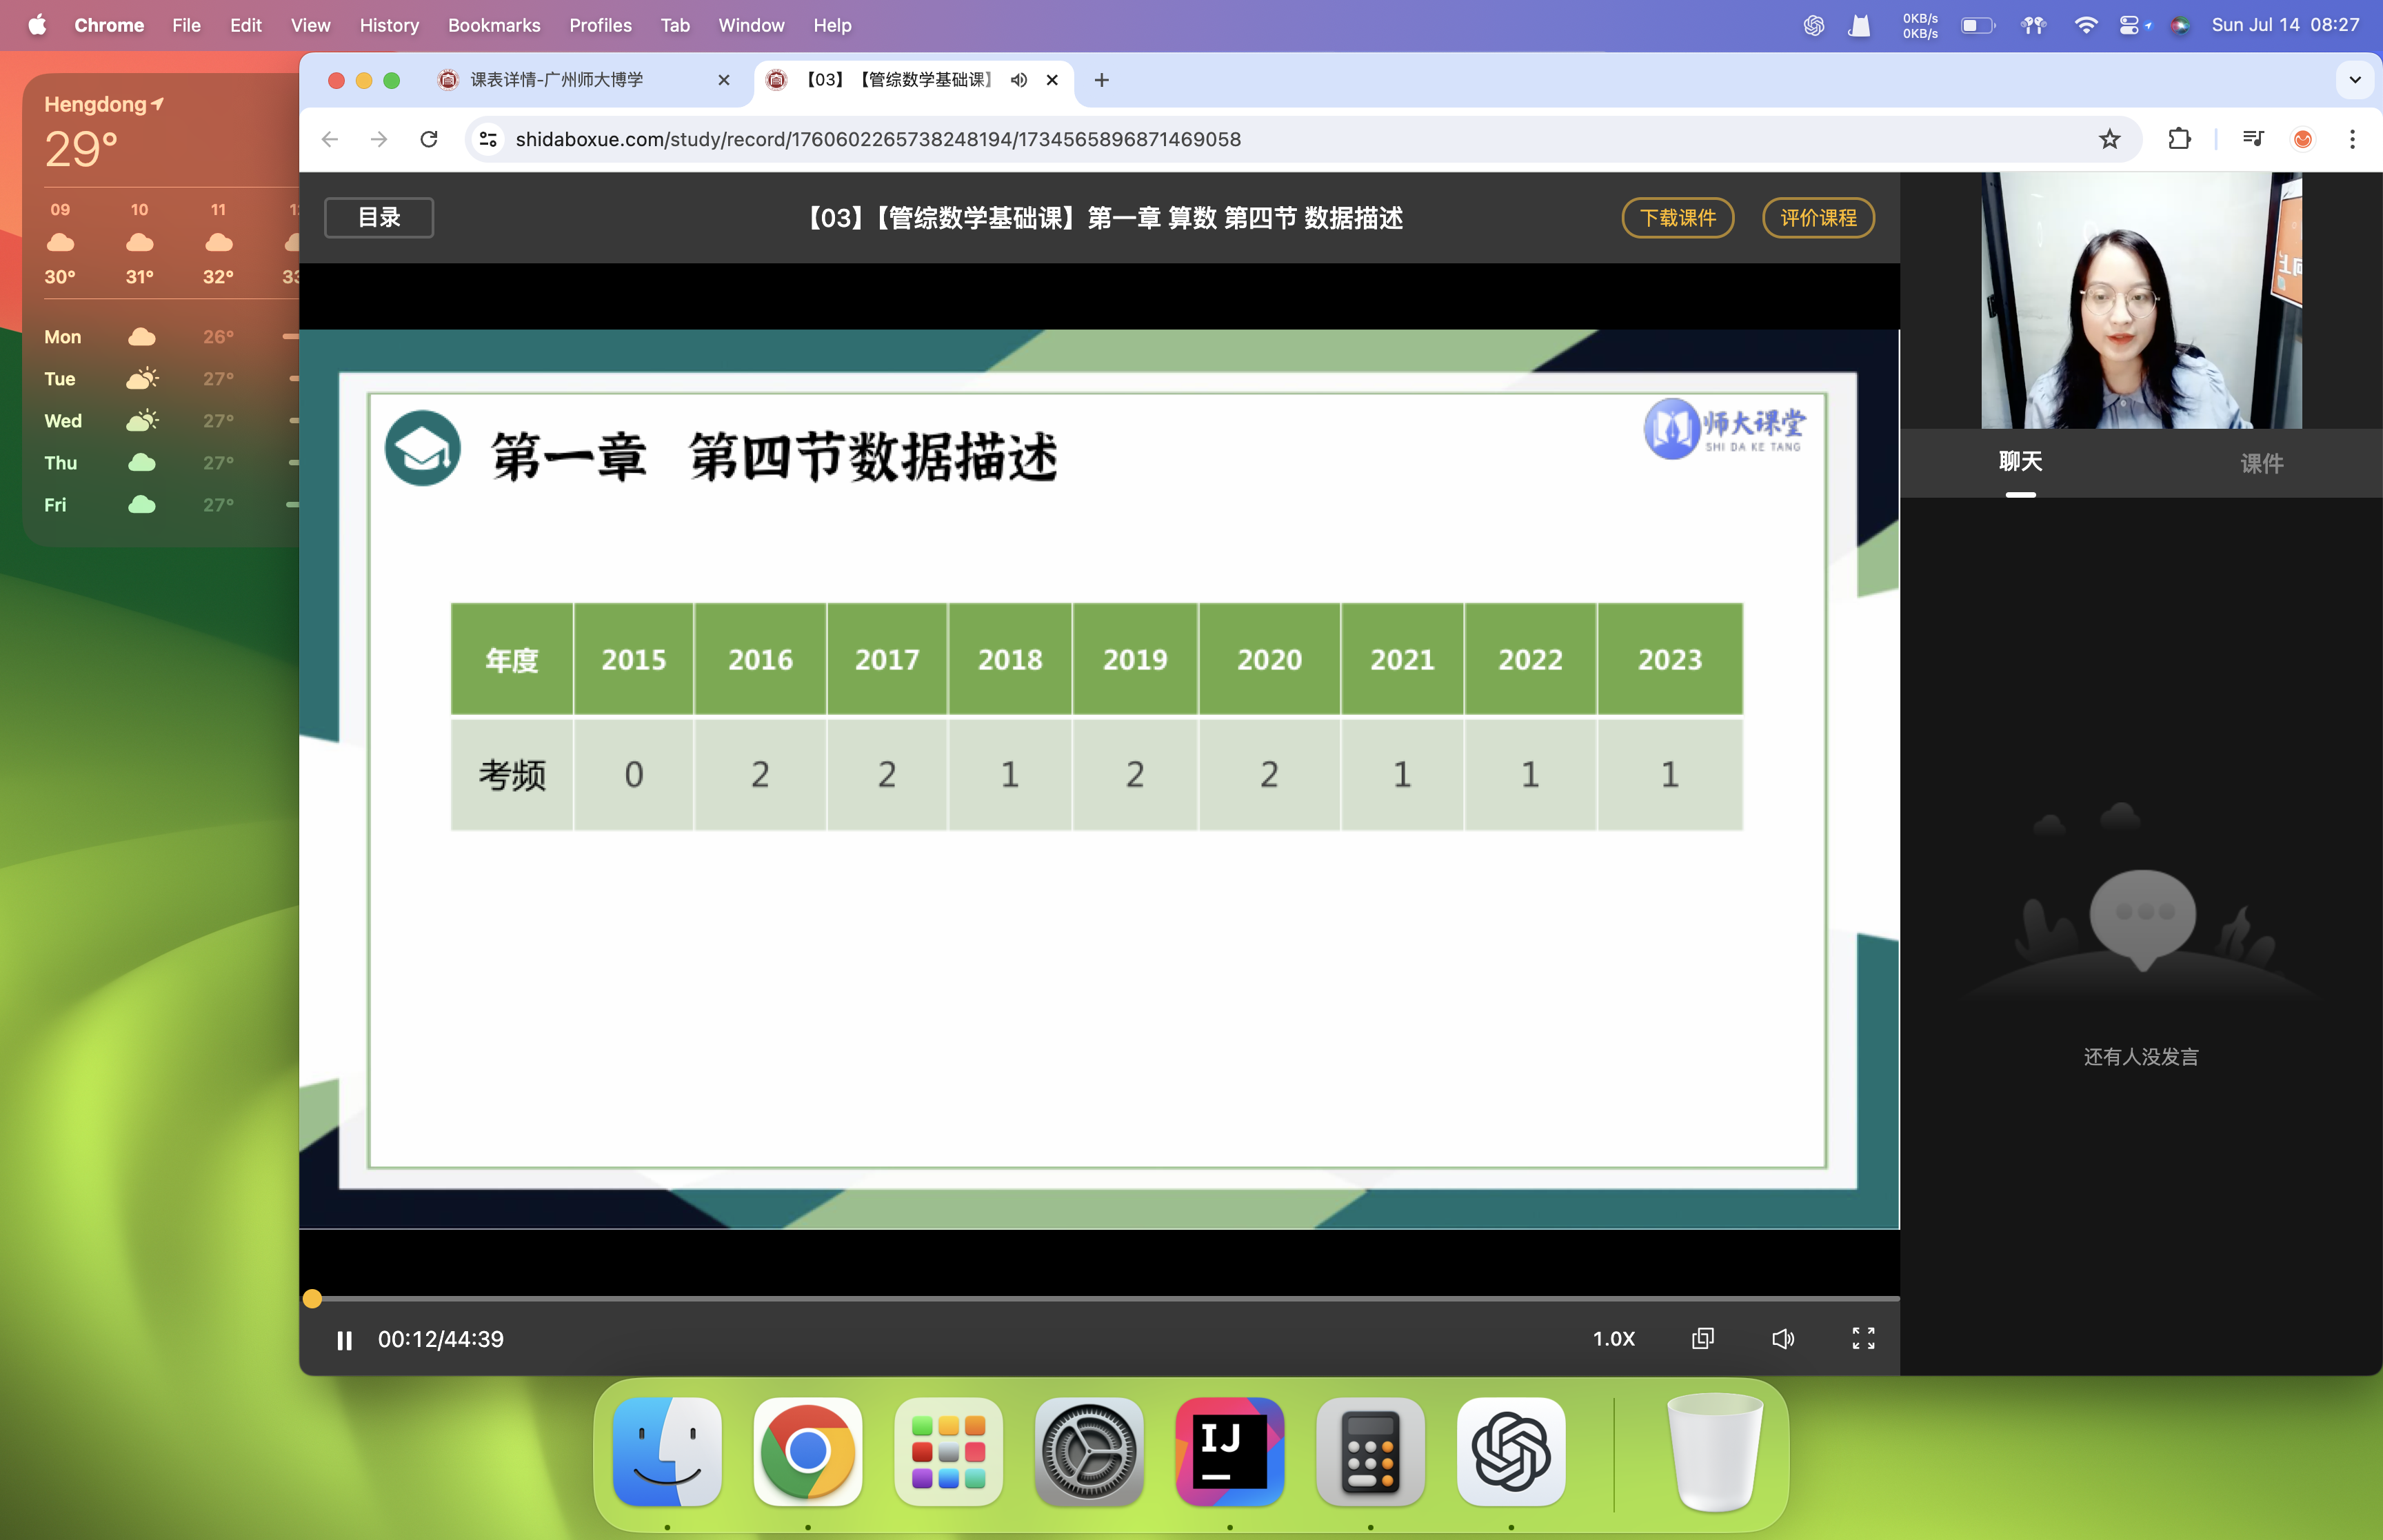 Chrome File Edit View History Bookmarks Profiles Tab Window Help
0KB/s
0KB/s
Sun Jul 14 08:27
Hengdong
29°
09 10 11
30° 31° 32°
Mon 26°
Tue 27°
Wed 27°
Thu 27°
Fri 27°
课表详情-广州师大博学
【03】【管综数学基础课】
shidaboxue.com/study/record/1760602265738248194/1734565896871469058
目录
【03】【管综数学基础课】第一章 算数 第四节 数据描述
下载课件
评价课程
第一章 第四节数据描述
师大课堂
SHI DA KE TANG
年度 2015 2016 2017 2018 2019 2020 2021 2022 2023
考频 0 2 2 1 2 2 1 1 1
聊天
课件
还有人没发言
00:12/44:39
1.0X
IJ